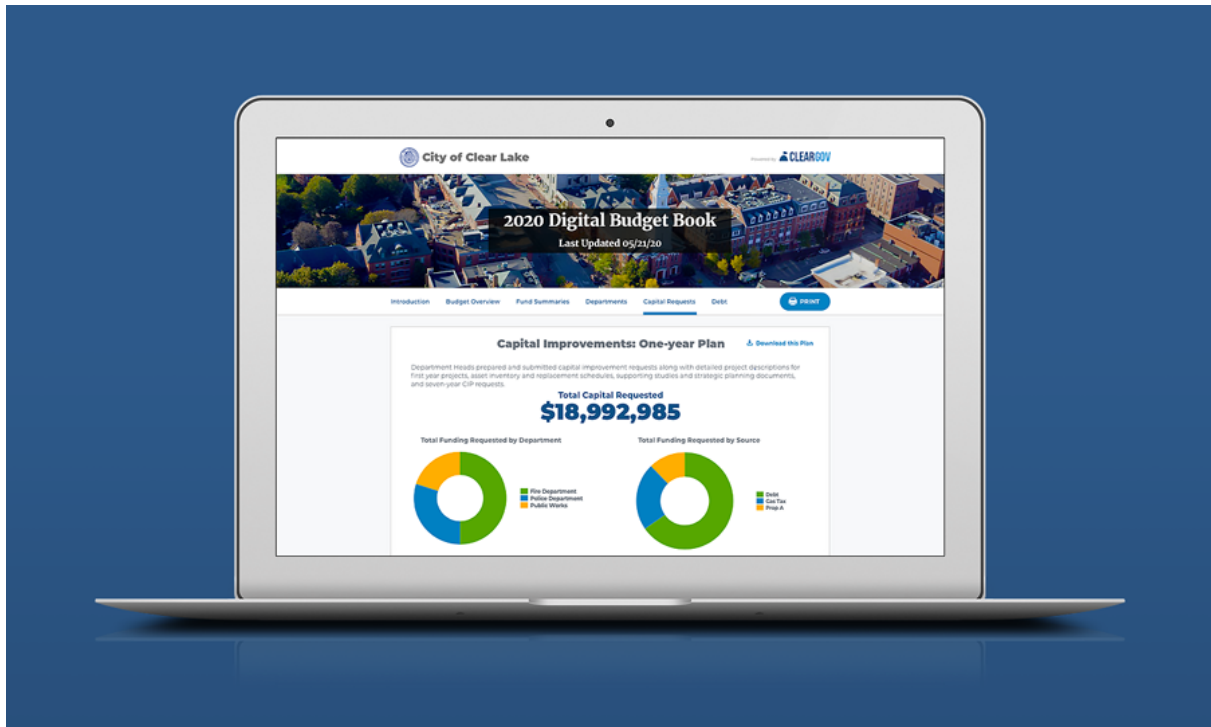 City of Clear Lake
Powered by CLEARGOV
2020 Digital Budget Book
Last Updated 05/21/20
Introduction Budget Overview Fund Summaries Departments Capital Requests Debt PRINT
Capital Improvements: One-year Plan Download this Plan
Department Heads prepared and submitted capital improvement requests along with detailed project descriptions for
first year projects, asset inventory and replacement schedules, supporting studies and strategic planning documents,
and seven-year CIP requests.
Total Capital Requested
$18,992,985
Total Funding Requested by Department
Fire Department
Police Department
Public Works
Total Funding Requested by Source
Debt
Gas Tax
Prop A